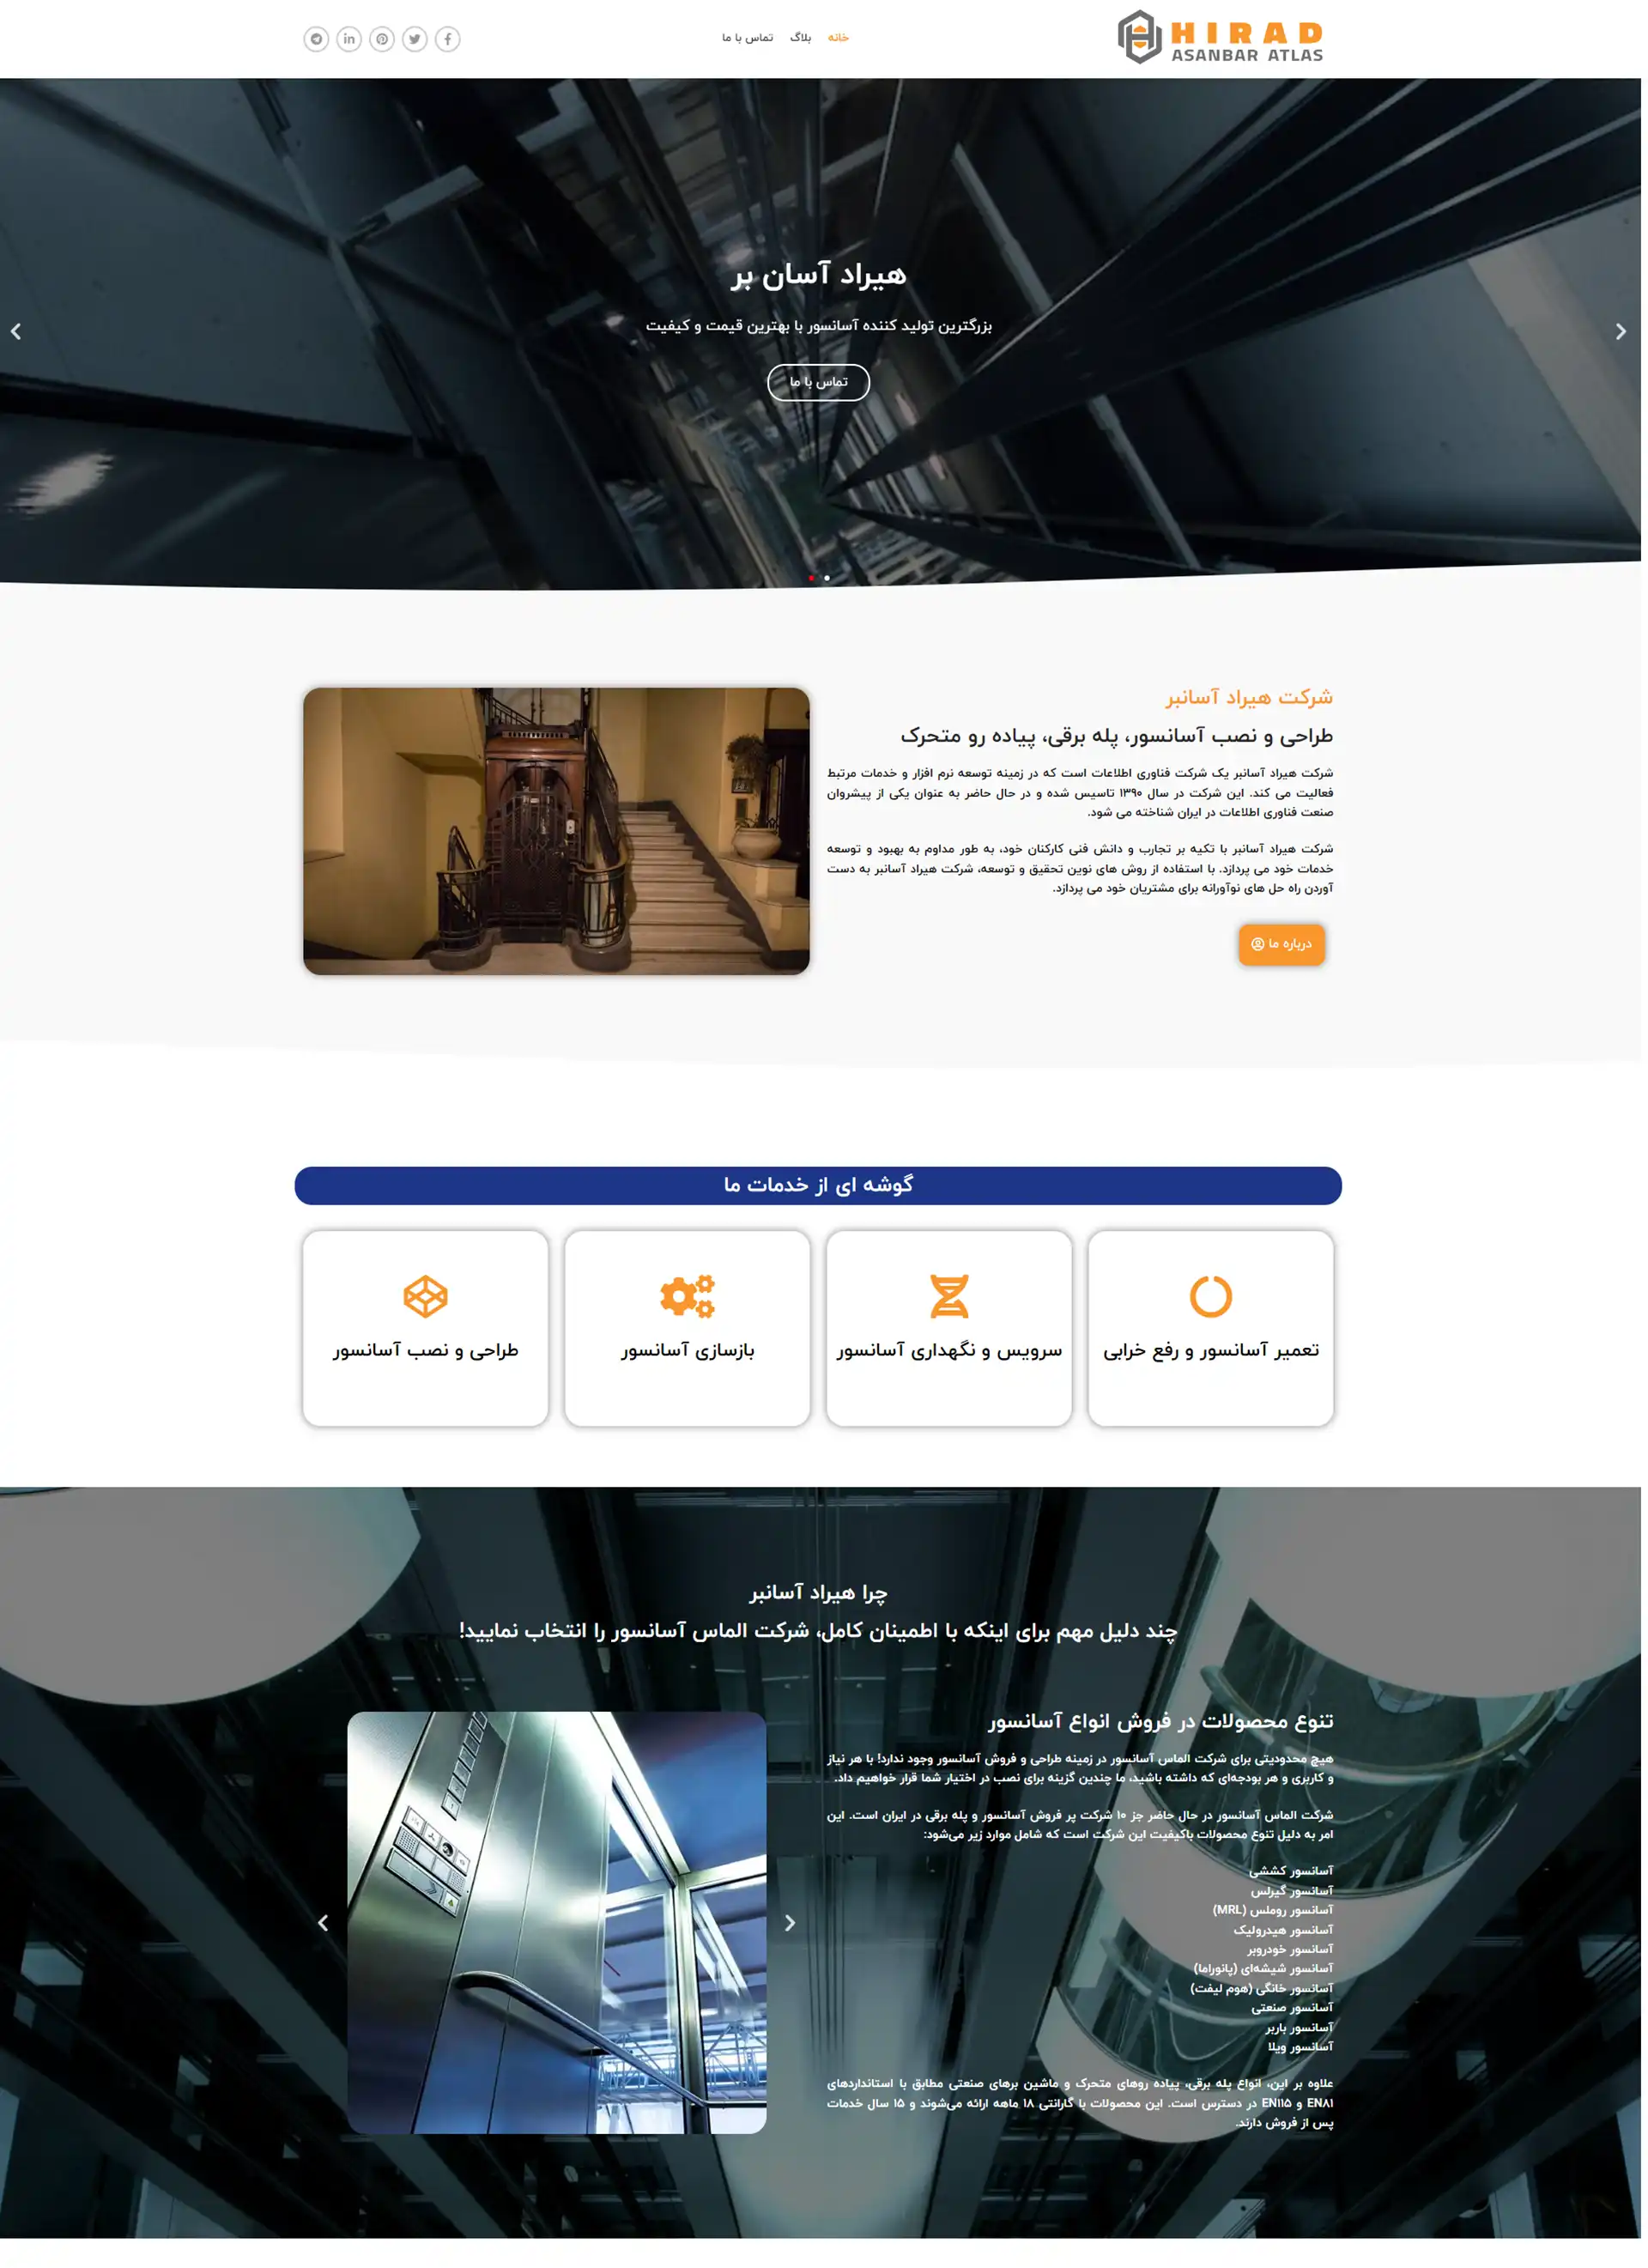 HIRAD
ASANBAR ATLAS
خانه
بلاگ
تماس با ما
هیراد آسان بر
بزرگترین تولید کننده آسانسور با بهترین قیمت و کیفیت
تماس با ما
شرکت هیراد آسانبر
طراحی و نصب آسانسور، پله برقی، پیاده رو متحرک
شرکت هیراد آسانبر یک شرکت فناوری اطلاعات است که در زمینه توسعه نرم افزار و خدمات مرتبط
فعالیت می کند. این شرکت در سال ۱۳۹۰ تاسیس شده و در حال حاضر به عنوان یکی از پیشروان
صنعت فناوری اطلاعات در ایران شناخته می شود.
شرکت هیراد آسانبر با تکیه بر تجارب و دانش فنی کارکنان خود، به طور مداوم به بهبود و توسعه
خدمات خود می پردازد. با استفاده از روش های نوین تحقیق و توسعه، شرکت هیراد آسانبر به دست
آوردن راه حل های نوآورانه برای مشتریان خود می پردازد.
درباره ما
گوشه ای از خدمات ما
تعمیر آسانسور و رفع خرابی
سرویس و نگهداری آسانسور
بازسازی آسانسور
طراحی و نصب آسانسور
چرا هیراد آسانبر
چند دلیل مهم برای اینکه با اطمینان کامل، شرکت الماس آسانسور را انتخاب نمایید!
تنوع محصولات در فروش انواع آسانسور
هیچ محدودیتی برای شرکت الماس آسانسور در زمینه طراحی و فروش آسانسور وجود ندارد! با هر نیاز
و کاربری و هر بودجه‌ای که داشته باشید، ما چندین گزینه برای نصب در اختیار شما قرار خواهیم داد.
شرکت الماس آسانسور در حال حاضر جز ۱۰ شرکت پر فروش آسانسور و پله برقی در ایران است. این
امر به دلیل تنوع محصولات باکیفیت این شرکت است که شامل موارد زیر می‌شود:
آسانسور کششی
آسانسور گیرلس
آسانسور روملس (MRL)
آسانسور هیدرولیک
آسانسور خودروبر
آسانسور شیشه‌ای (پانوراما)
آسانسور خانگی (هوم لیفت)
آسانسور صنعتی
آسانسور باربر
آسانسور ویلا
علاوه بر این، انواع پله برقی، پیاده روهای متحرک و ماشین برهای صنعتی مطابق با استانداردهای
EN۸۱ و EN۱۱۵ در دسترس است. این محصولات با گارانتی ۱۸ ماهه ارائه می‌شوند و ۱۵ سال خدمات
پس از فروش دارند.